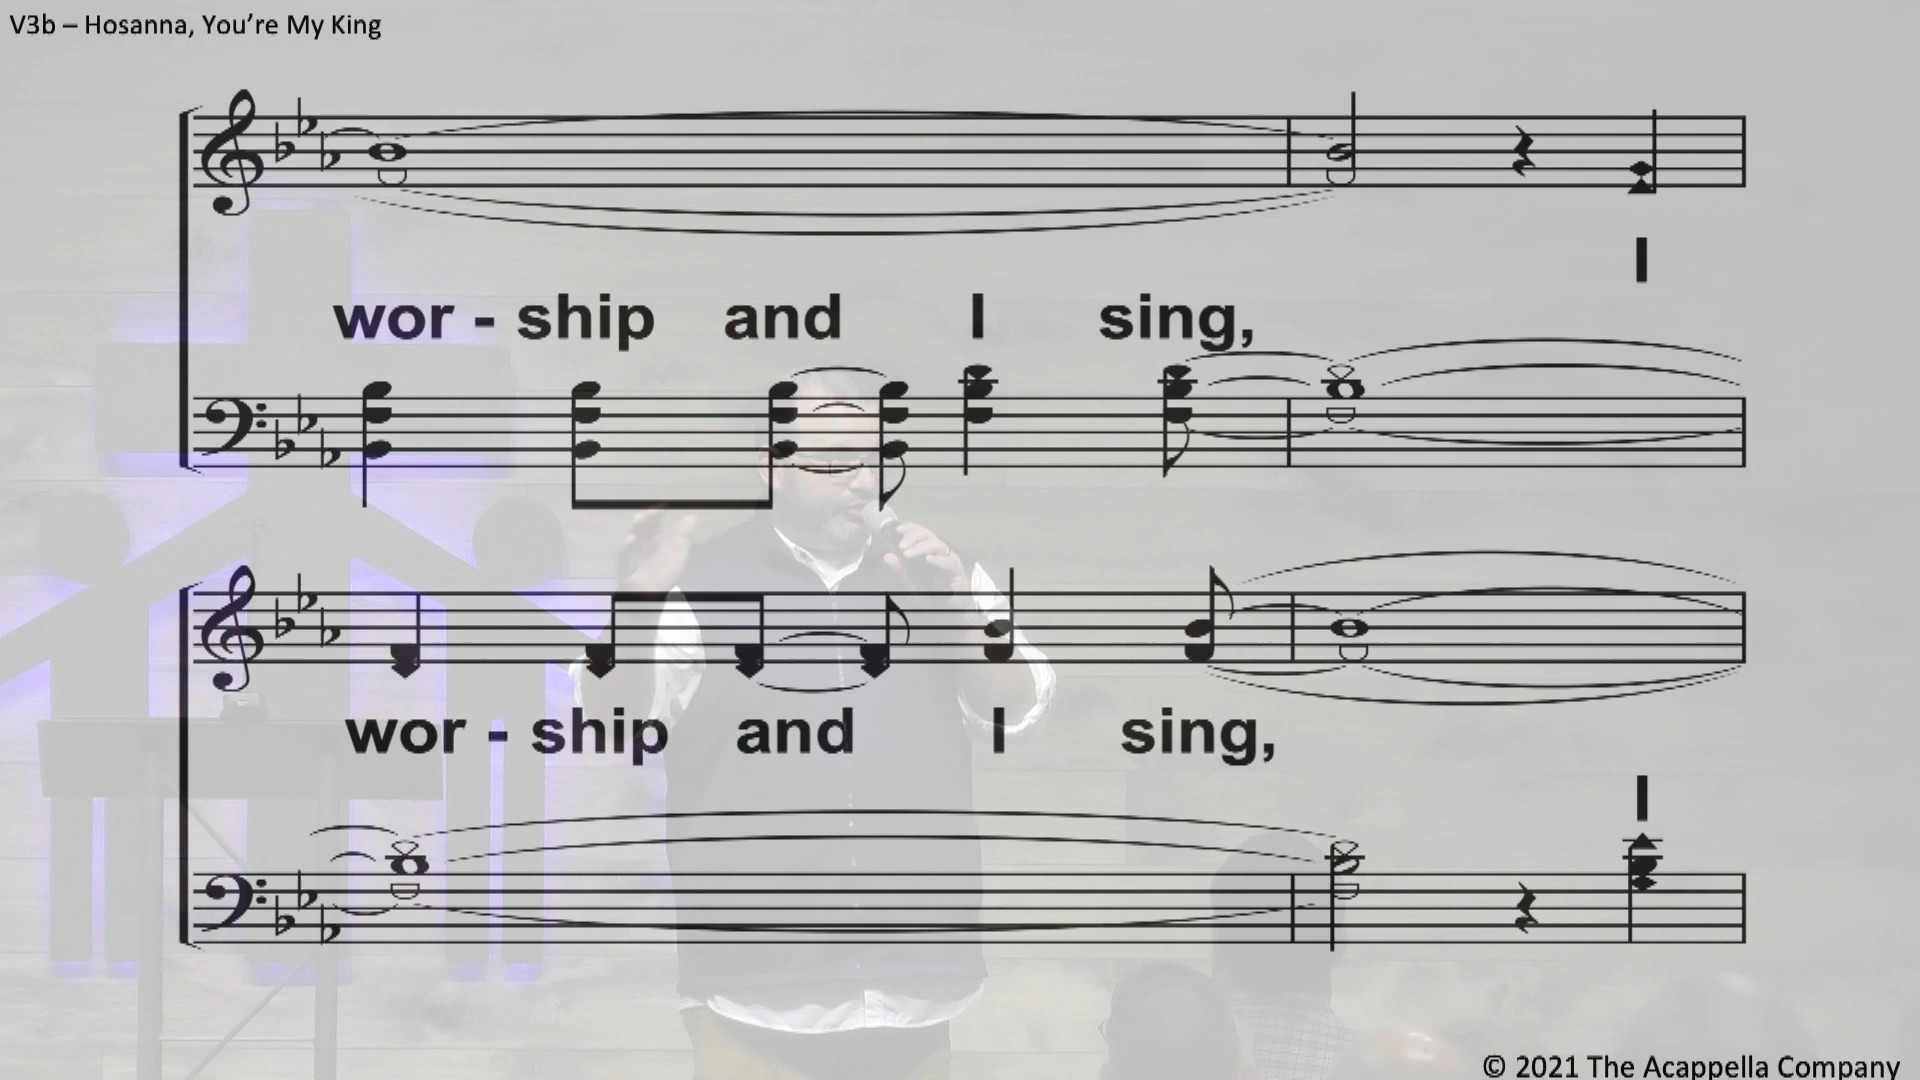 V3b – Hosanna, You're My King
I
wor - ship and I sing,
wor - ship and I sing,
I
© 2021 The Acappella Company